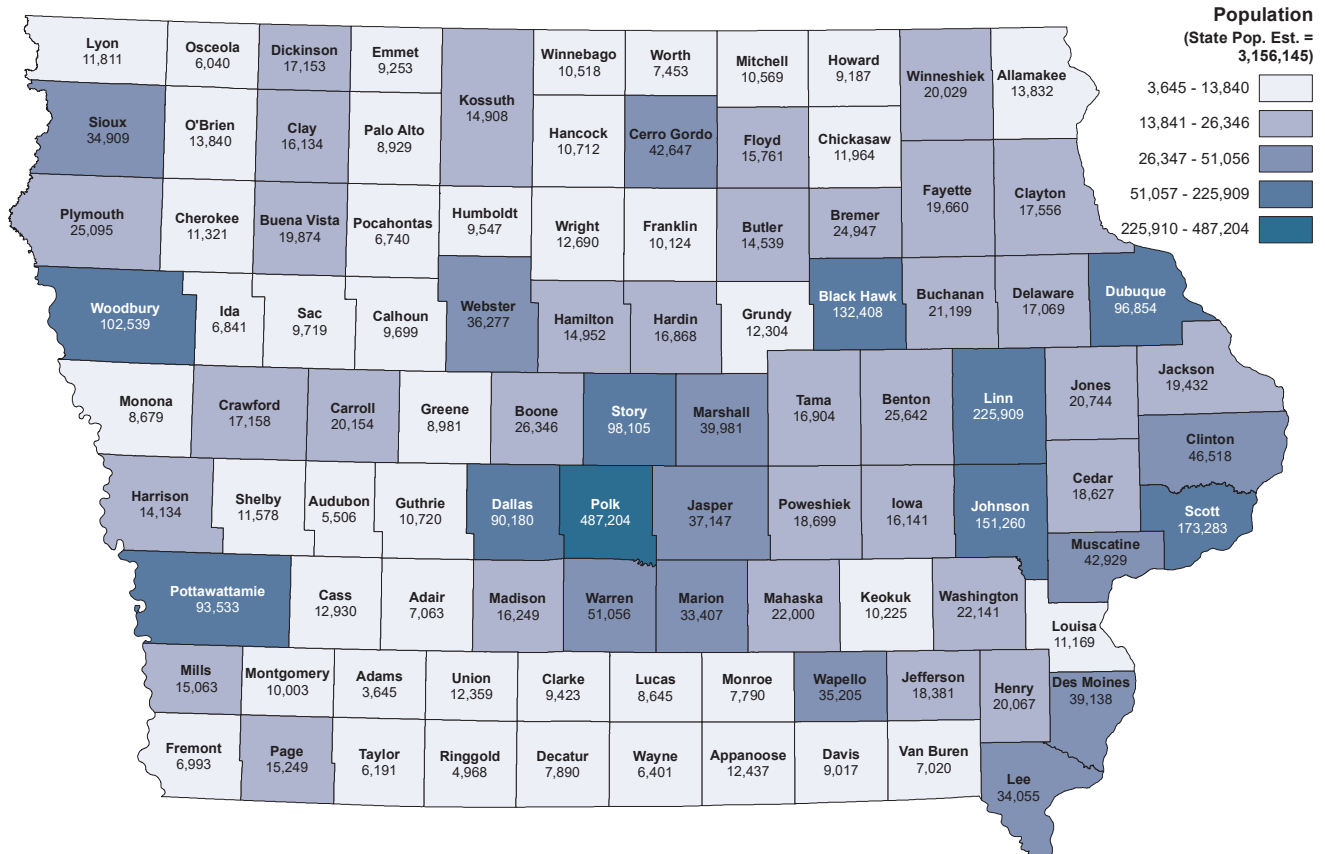 Population
(State Pop. Est. =
3,156,145)
3,645 - 13,840
13,841 - 26,346
26,347 - 51,056
51,057 - 225,909
225,910 - 487,204
Lyon
11,811
Osceola
6,040
Dickinson
17,153
Emmet
9,253
Kossuth
14,908
Winnebago
10,518
Worth
7,453
Mitchell
10,569
Howard
9,187
Winneshiek
20,029
Allamakee
13,832
Sioux
34,909
O'Brien
13,840
Clay
16,134
Palo Alto
8,929
Hancock
10,712
Cerro Gordo
42,647
Floyd
15,761
Chickasaw
11,964
Plymouth
25,095
Cherokee
11,321
Buena Vista
19,874
Pocahontas
6,740
Humboldt
9,547
Wright
12,690
Franklin
10,124
Butler
14,539
Bremer
24,947
Fayette
19,660
Clayton
17,556
Woodbury
102,539
Ida
6,841
Sac
9,719
Calhoun
9,699
Webster
36,277
Hamilton
14,952
Hardin
16,868
Grundy
12,304
Black Hawk
132,408
Buchanan
21,199
Delaware
17,069
Dubuque
96,854
Monona
8,679
Crawford
17,158
Carroll
20,154
Greene
8,981
Boone
26,346
Story
98,105
Marshall
39,981
Tama
16,904
Benton
25,642
Linn
225,909
Jones
20,744
Jackson
19,432
Clinton
46,518
Harrison
14,134
Shelby
11,578
Audubon
5,506
Guthrie
10,720
Dallas
90,180
Polk
487,204
Jasper
37,147
Poweshiek
18,699
Iowa
16,141
Johnson
151,260
Cedar
18,627
Scott
173,283
Muscatine
42,929
Pottawattamie
93,533
Cass
12,930
Adair
7,063
Madison
16,249
Warren
51,056
Marion
33,407
Mahaska
22,000
Keokuk
10,225
Washington
22,141
Louisa
11,169
Mills
15,063
Montgomery
10,003
Adams
3,645
Union
12,359
Clarke
9,423
Lucas
8,645
Monroe
7,790
Wapello
35,205
Jefferson
18,381
Henry
20,067
Des Moines
39,138
Fremont
6,993
Page
15,249
Taylor
6,191
Ringgold
4,968
Decatur
7,890
Wayne
6,401
Appanoose
12,437
Davis
9,017
Van Buren
7,020
Lee
34,055